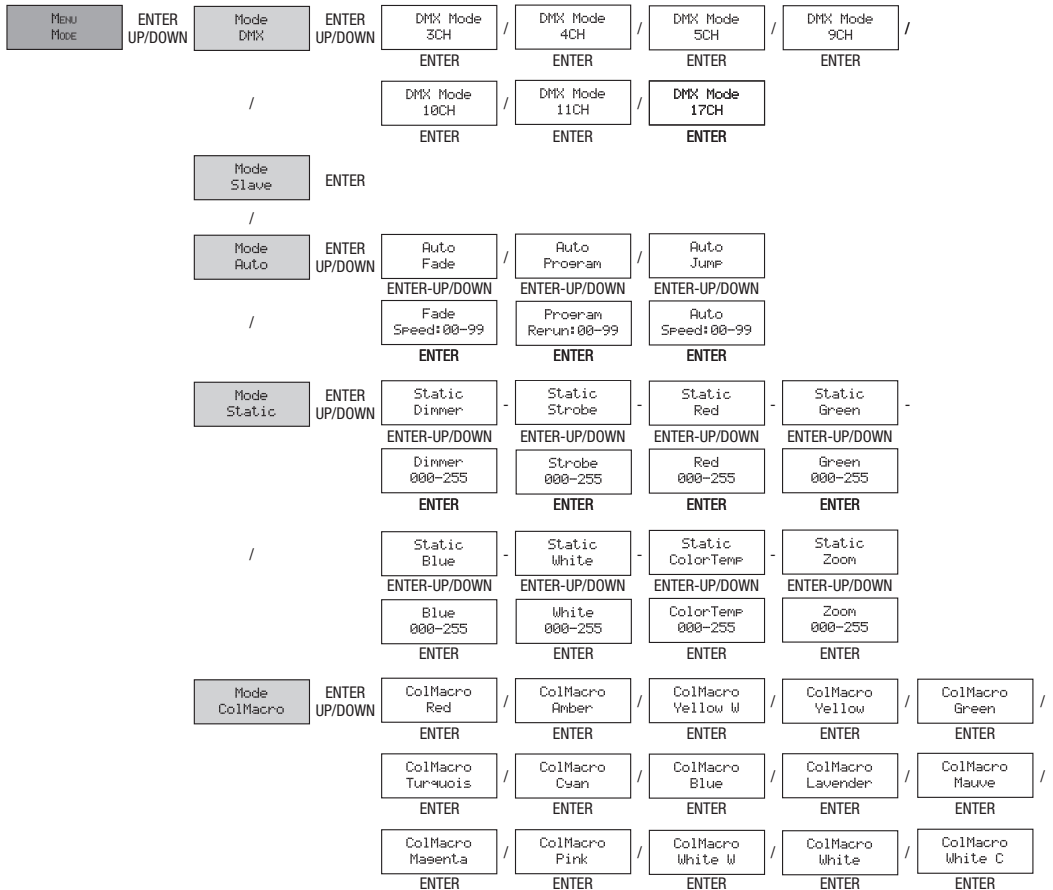 MENU ENTER Mode ENTER DMX Mode / DMX Mode / DMX Mode / DMX Mode /
MODE UP/DOWN DMX UP/DOWN 3CH 4CH 5CH 9CH
ENTER ENTER ENTER ENTER
/ DMX Mode / DMX Mode / DMX Mode
10CH 11CH 17CH
ENTER ENTER ENTER
Mode ENTER
Slave
/
Mode ENTER Auto / Auto / Auto
Auto UP/DOWN Fade Program Jump
ENTER-UP/DOWN ENTER-UP/DOWN ENTER-UP/DOWN
/ Fade Program Auto
Speed:00-99 Rerun:00-99 Speed:00-99
ENTER ENTER ENTER
Mode ENTER Static - Static - Static - Static -
Static UP/DOWN Dimmer Strobe Red Green
ENTER-UP/DOWN ENTER-UP/DOWN ENTER-UP/DOWN ENTER-UP/DOWN
Dimmer Strobe Red Green
000-255 000-255 000-255 000-255
ENTER ENTER ENTER ENTER
/ Static - Static - Static - Static
Blue White ColorTemp Zoom
ENTER-UP/DOWN ENTER-UP/DOWN ENTER-UP/DOWN ENTER-UP/DOWN
Blue White ColorTemp Zoom
000-255 000-255 000-255 000-255
ENTER ENTER ENTER ENTER
Mode ENTER ColMacro / ColMacro / ColMacro / ColMacro / ColMacro /
ColMacro UP/DOWN Red Amber Yellow W Yellow Green
ENTER ENTER ENTER ENTER ENTER
ColMacro / ColMacro / ColMacro / ColMacro / ColMacro /
Turquois Cyan Blue Lavender Mauve
ENTER ENTER ENTER ENTER ENTER
ColMacro / ColMacro / ColMacro / ColMacro / ColMacro
Magenta Pink White W White White C
ENTER ENTER ENTER ENTER ENTER